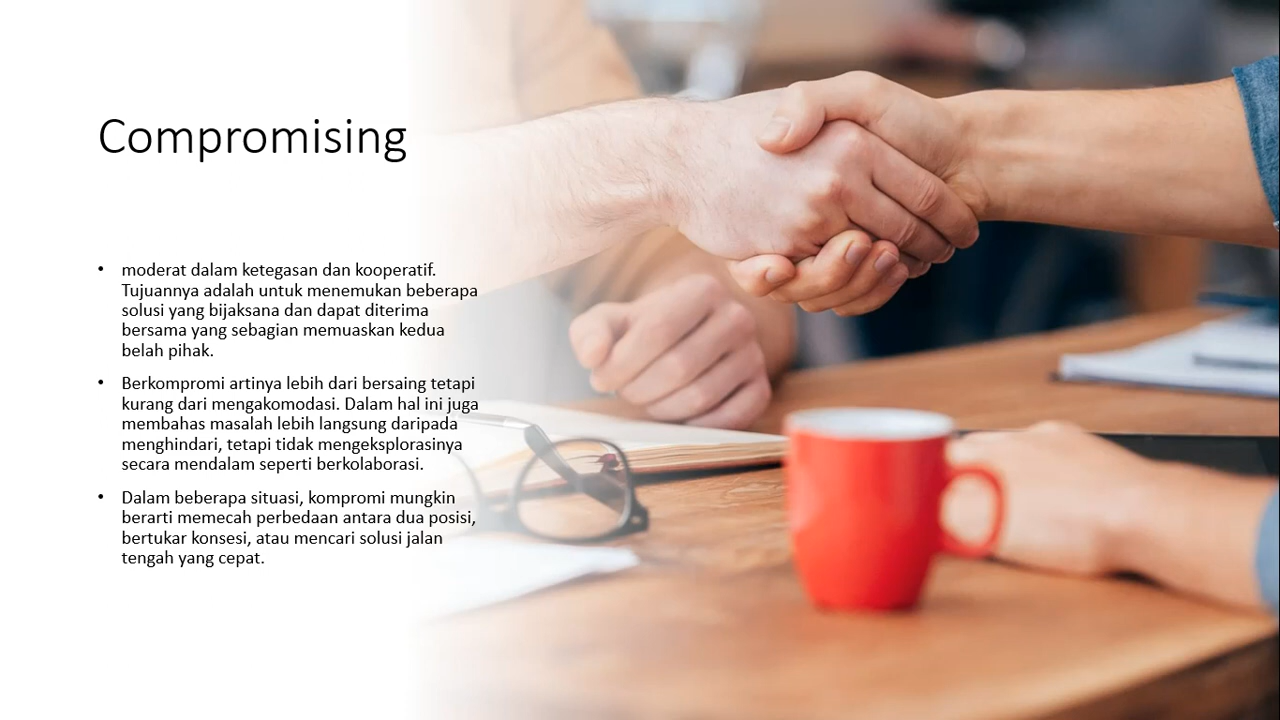 Compromising
• moderat dalam ketegasan dan kooperatif.
Tujuannya adalah untuk menemukan beberapa
solusi yang bijaksana dan dapat diterima
bersama yang sebagian memuaskan kedua
belah pihak.
• Berkompromi artinya lebih dari bersaing tetapi
kurang dari mengakomodasi. Dalam hal ini juga
membahas masalah lebih langsung daripada
menghindari, tetapi tidak mengeksplorasinya
secara mendalam seperti berkolaborasi.
• Dalam beberapa situasi, kompromi mungkin
berarti memecah perbedaan antara dua posisi,
bertukar konsesi, atau mencari solusi jalan
tengah yang cepat.